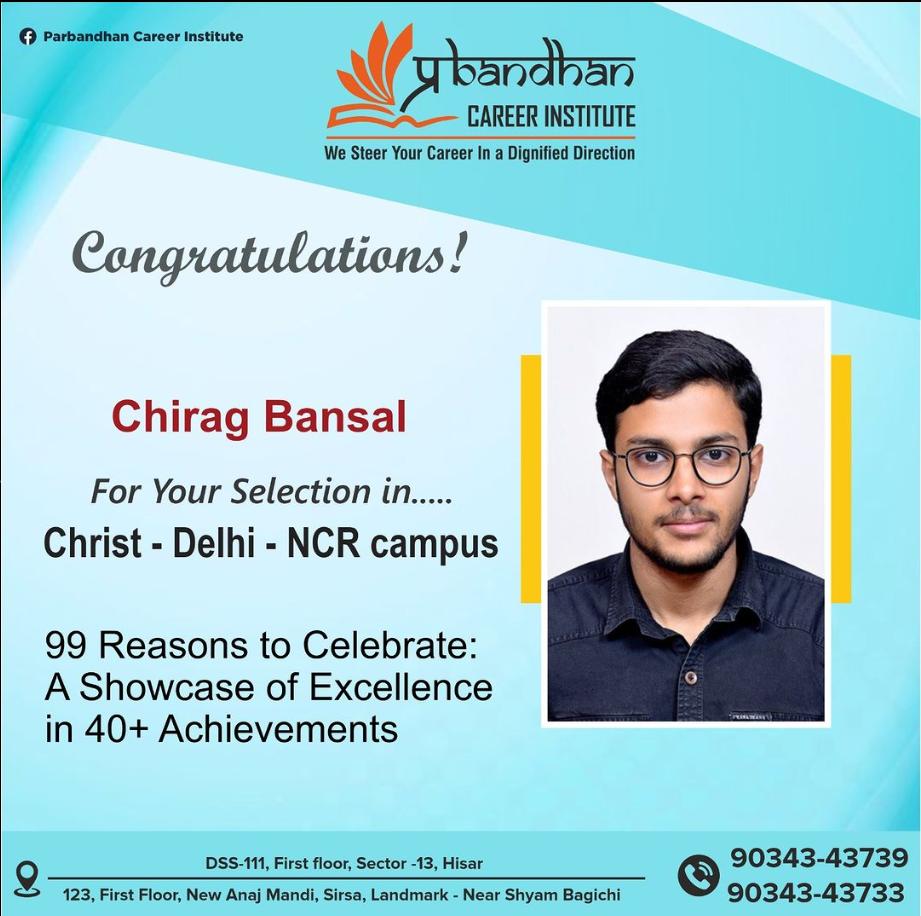 Parbandhan Career Institute
प्रbandhan
CAREER INSTITUTE
We Steer Your Career In a Dignified Direction
Congratulations!
Chirag Bansal
For Your Selection in.....
Christ - Delhi - NCR campus
99 Reasons to Celebrate:
A Showcase of Excellence
in 40+ Achievements
DSS-111, First floor, Sector -13, Hisar
123, First Floor, New Anaj Mandi, Sirsa, Landmark - Near Shyam Bagichi
90343-43739
90343-43733